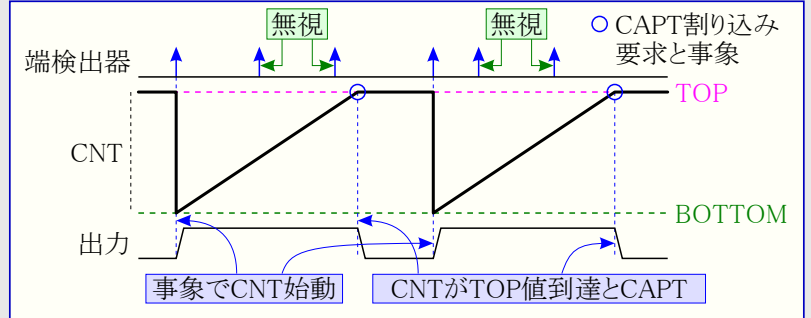 無視
無視
CAPT割り込み
要求と事象
端検出器
TOP
CNT
BOTTOM
出力
事象でCNT始動
CNTがTOP値到達とCAPT